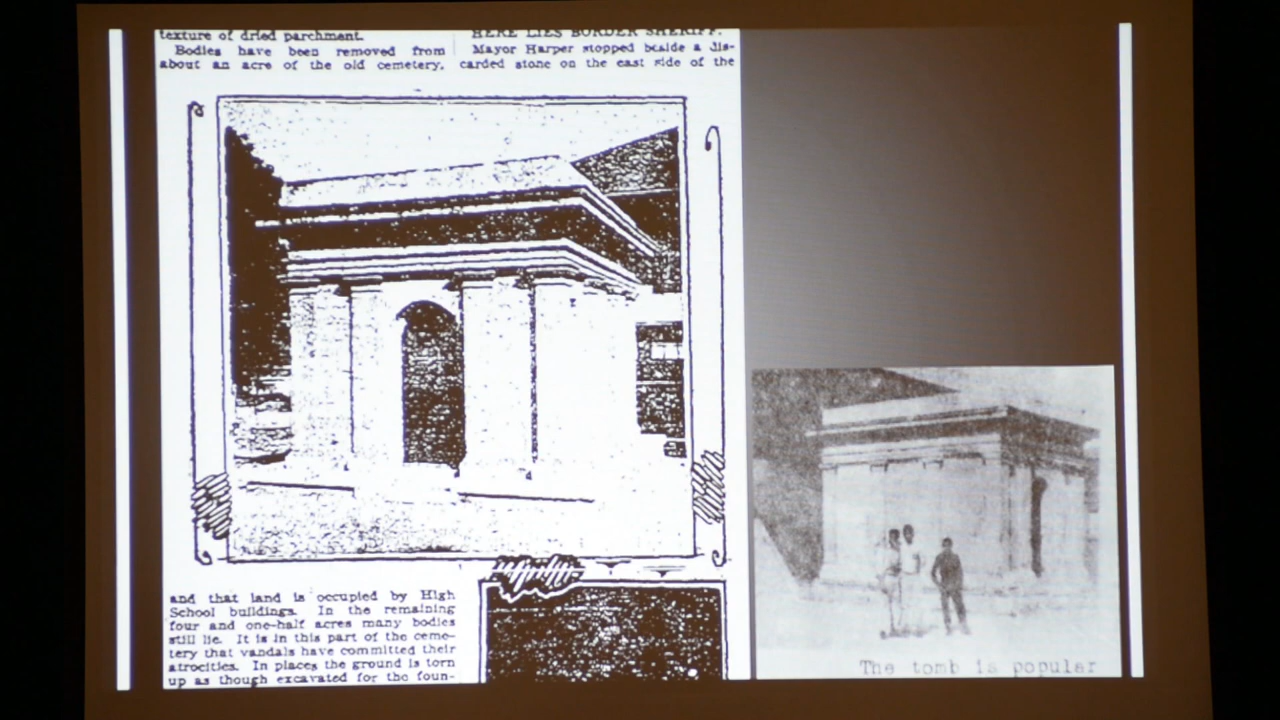 texture of dried parchment.
Bodies have been removed from
about an acre of the old cemetery,
HERE LIES BORDER SHERIFF.
Mayor Harper stopped beside a dis-
carded stone on the east side of the
and that land is occupied by High
School buildings. In the remaining
four and one-half acres many bodies
still lie. It is in this part of the ceme-
tery that vandals have committed their
atrocities. In places the ground is torn
up as though excavated for the foun-
The tomb is popular